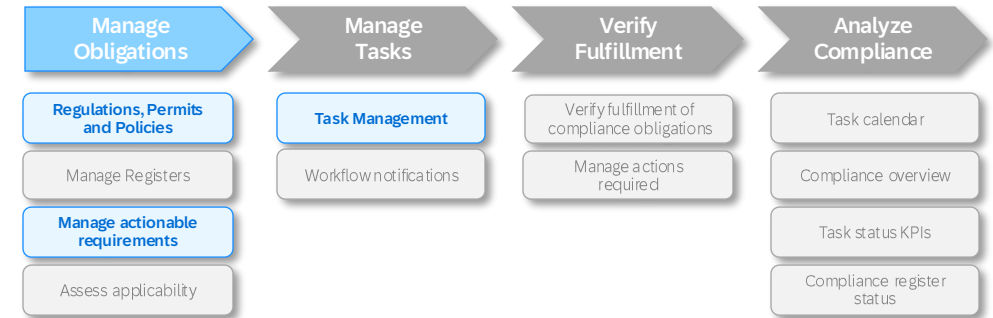 Manage
Obligations
Manage
Tasks
Verify
Fulfillment
Analyze
Compliance
Regulations, Permits
and Policies
Manage Registers
Manage actionable
requirements
Assess applicability
Task Management
Workflow notifications
Verify fulfillment of
compliance obligations
Manage actions
required
Task calendar
Compliance overview
Task status KPIs
Compliance register
status